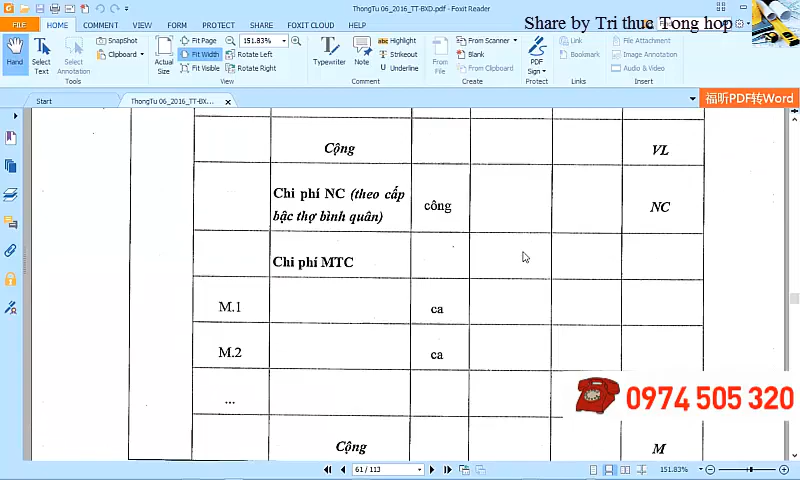 ThongTu 06_2016_TT-BXD.pdf - Foxit Reader
Share by Tri thuc Tong hop
FILE HOME COMMENT VIEW FORM PROTECT SHARE FOXIT CLOUD HELP
Hand
Select Text
SnapShot
Clipboard
Select Annotation
Tools
Actual Size
Fit Page
Fit Width
Fit Visible
151.83%
Rotate Left
Rotate Right
View
Typewriter
Note
Highlight
Strikeout
Underline
Comment
From File
From Scanner
Blank
From Clipboard
Create
PDF Sign
Protect
Link
Bookmark
Links
File Attachment
Image Annotation
Audio & Video
Insert
Start
ThongTu 06_2016_TT-BX...
福昕PDF转Word
Cộng VL
Chi phí NC (theo cấp
bậc thợ bình quân) công NC
Chi phí MTC
M.1 ca
M.2 ca
...
0974 505 320
Cộng M
61 / 113
151.83%